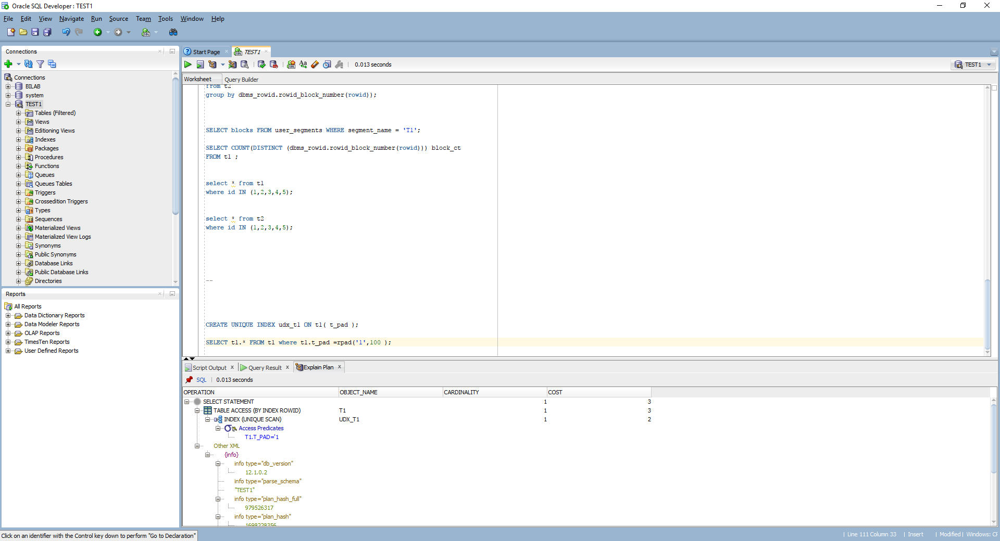 Oracle SQL Developer : TEST1
File Edit View Navigate Run Source Team Tools Window Help
Connections
Connections
BILAB
system
TEST1
Tables (Filtered)
Views
Editioning Views
Indexes
Packages
Procedures
Functions
Queues
Queues Tables
Triggers
Crossedition Triggers
Types
Sequences
Materialized Views
Materialized View Logs
Synonyms
Public Synonyms
Database Links
Public Database Links
Directories
Reports
All Reports
Data Dictionary Reports
Data Modeler Reports
OLAP Reports
TimesTen Reports
User Defined Reports
Start Page TEST1
0.013 seconds TEST1
Worksheet Query Builder
from t2
group by dbms_rowid.rowid_block_number(rowid));
SELECT blocks FROM user_segments WHERE segment_name = 'T1';
SELECT COUNT(DISTINCT (dbms_rowid.rowid_block_number(rowid))) block_ct
FROM t1 ;
select * from t1
where id IN (1,2,3,4,5);
select * from t2
where id IN (1,2,3,4,5);
--
CREATE UNIQUE INDEX udx_t1 ON t1( t_pad );
SELECT t1.* FROM t1 where t1.t_pad =rpad('1',100 );
Script Output x Query Result x Explain Plan x
SQL | 0.013 seconds
OPERATION OBJECT_NAME CARDINALITY COST
SELECT STATEMENT 1 3
TABLE ACCESS (BY INDEX ROWID) T1 1 3
INDEX (UNIQUE SCAN) UDX_T1 1 2
Access Predicates
T1.T_PAD='1
Other XML
{info}
info type="db_version"
12.1.0.2
info type="parse_schema"
"TEST1"
info type="plan_hash_full"
979526317
info type="plan_hash"
1698228356
Click on an identifier with the Control key down to perform "Go to Declaration"
| Line 111 Column 33 | Insert | Modified | Windows: CF